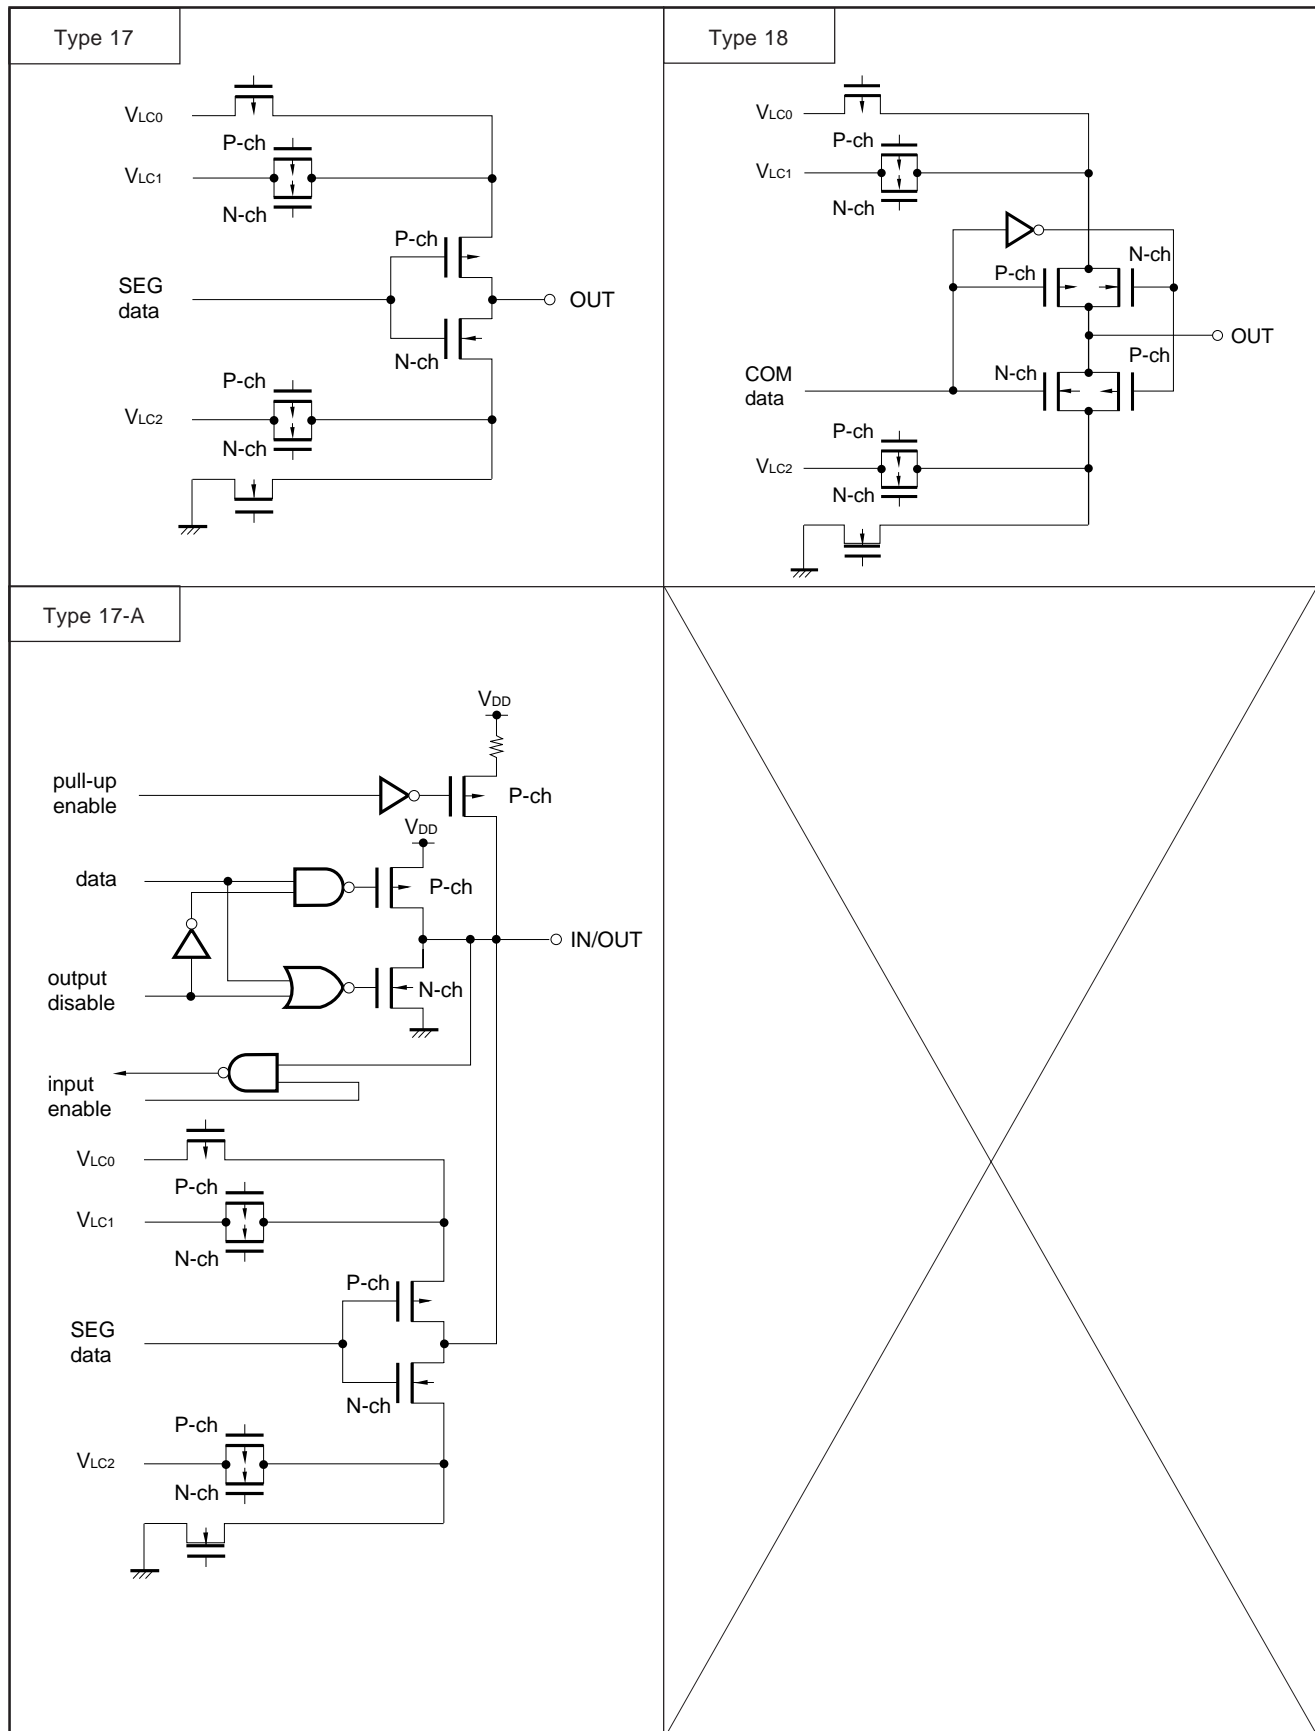 Type 17
VLC0
P-ch
VLC1
N-ch
P-ch
SEG
data
OUT
N-ch
P-ch
VLC2
N-ch
Type 18
VLC0
P-ch
VLC1
N-ch
N-ch
P-ch
OUT
P-ch
N-ch
COM
data
P-ch
VLC2
N-ch
Type 17-A
VDD
pull-up
enable
P-ch
VDD
data
P-ch
IN/OUT
output
disable
N-ch
input
enable
VLC0
P-ch
VLC1
N-ch
P-ch
SEG
data
N-ch
P-ch
VLC2
N-ch